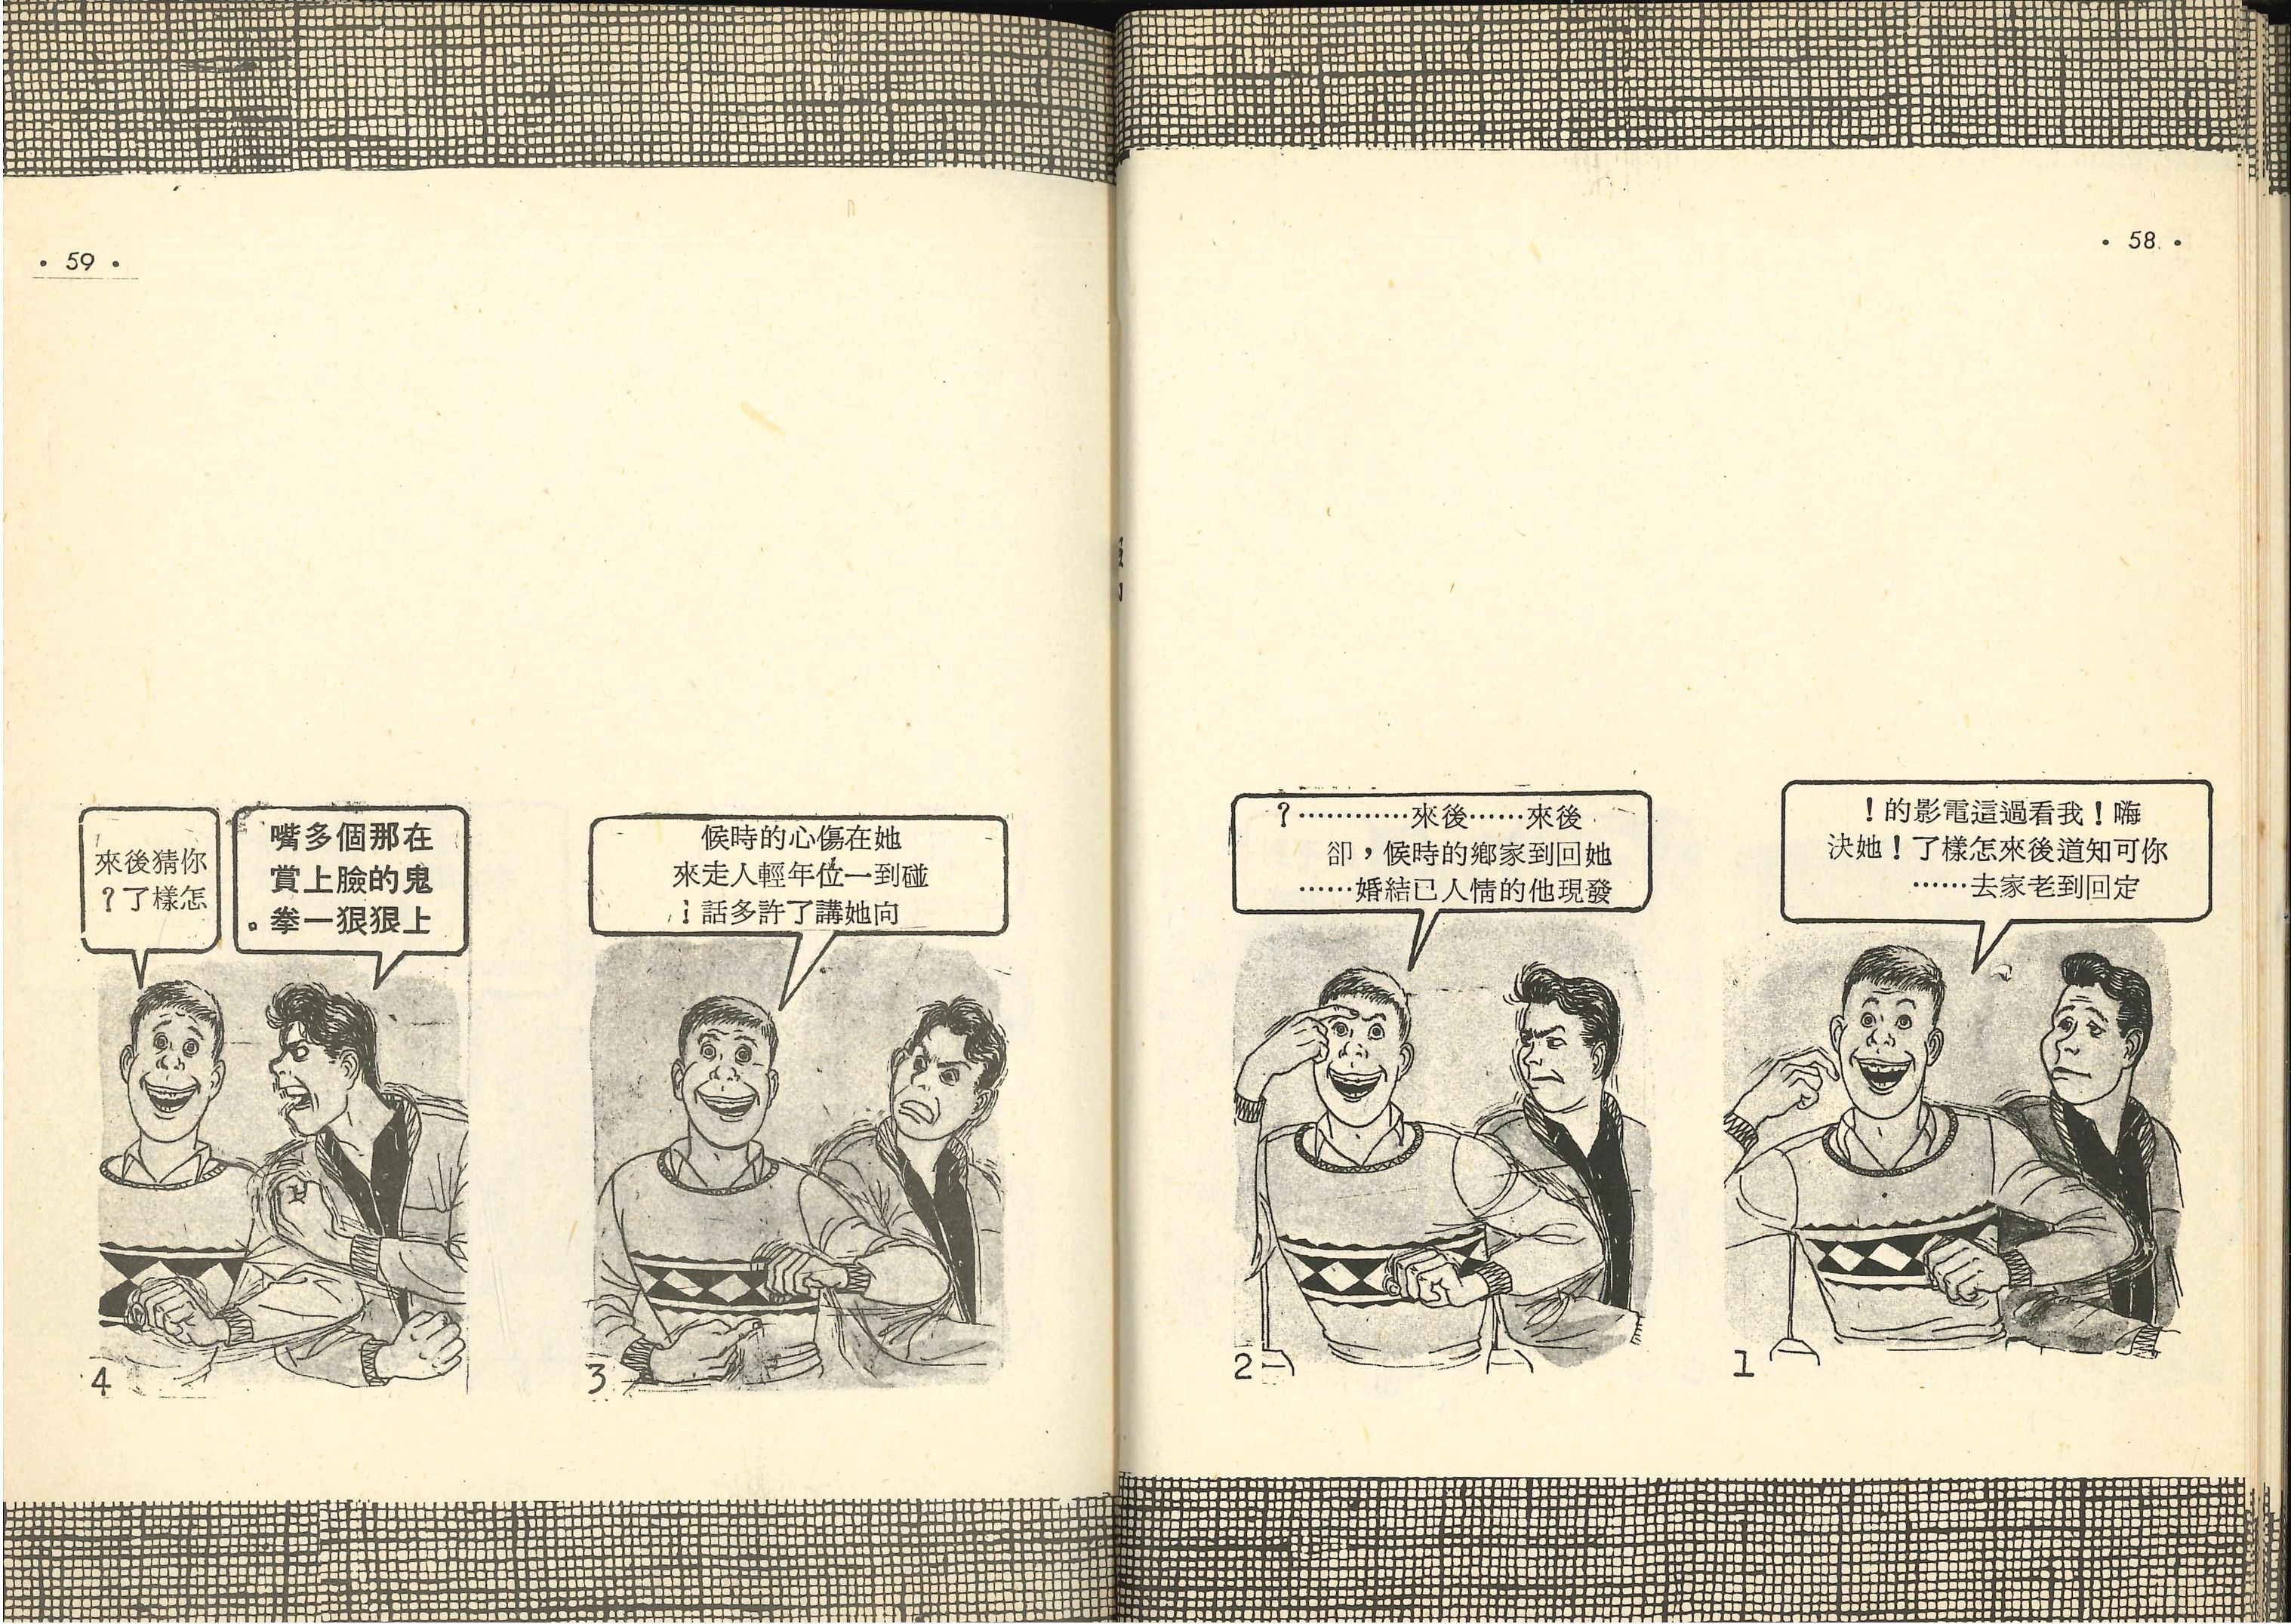 • 58 •
嗨！我看過這電影的！
你可知道後來怎樣了！她決
定回到老家去……
1
後來……後來…………？
她回到家鄉的時候，卻
發現他的情人已結婚……
2
• 59 •
她在傷心的時候
碰到一位年輕人走來
向她講了許多話！
3
在那個多嘴
鬼的臉上賞
上狠狠一拳。
你猜後來
怎樣了？
4